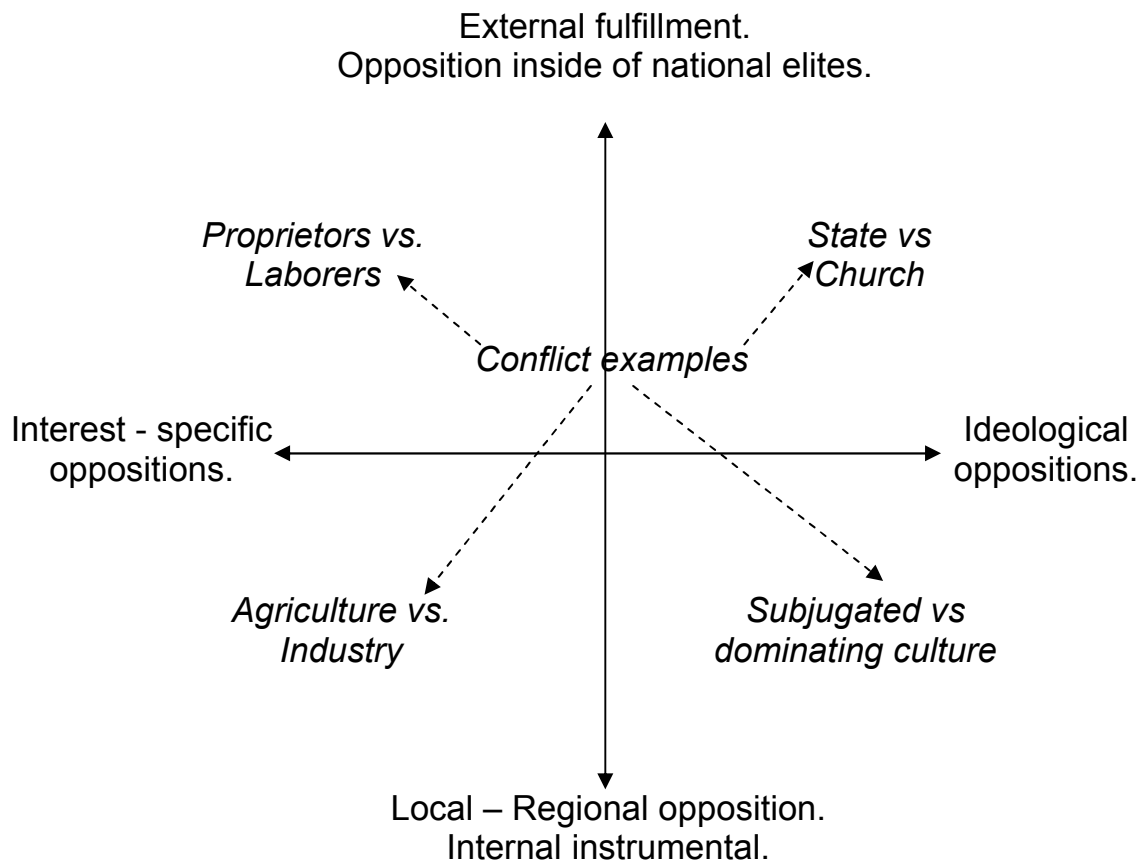 External fulfillment.
Opposition inside of national elites.
Proprietors vs.
Laborers
State vs
Church
Conflict examples
Interest - specific
oppositions.
Ideological
oppositions.
Agriculture vs.
Industry
Subjugated vs
dominating culture
Local – Regional opposition.
Internal instrumental.